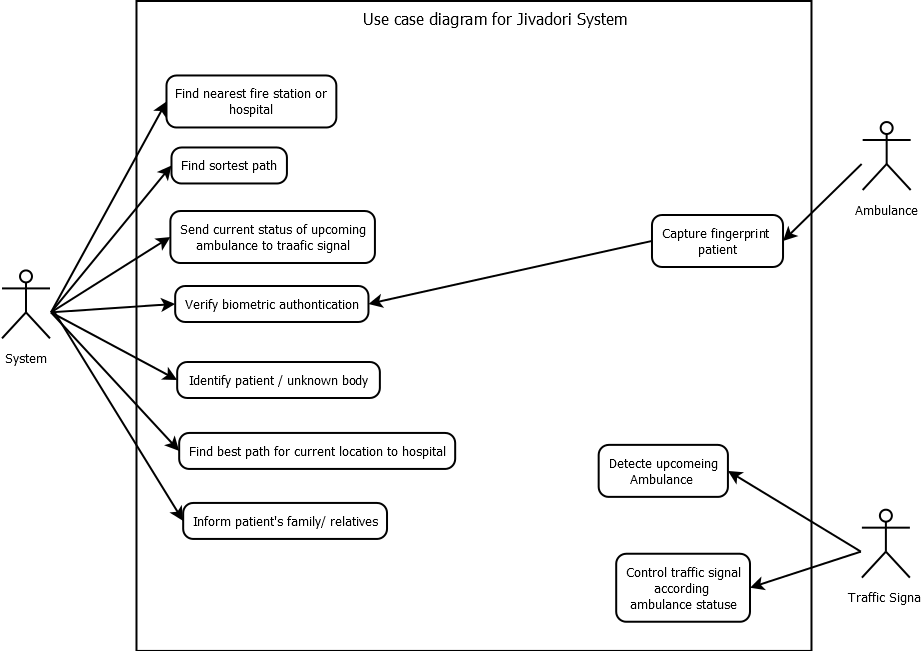 Use case diagram for Jivadori System
Find nearest fire station or
hospital
Find sortest path
Send current status of upcoming
ambulance to traafic signal
Verify biometric authontication
Identify patient / unknown body
Find best path for current location to hospital
Inform patient's family/ relatives
System
Capture fingerprint
patient
Ambulance
Detecte upcomeing
Ambulance
Control traffic signal
according
ambulance statuse
Traffic Signa